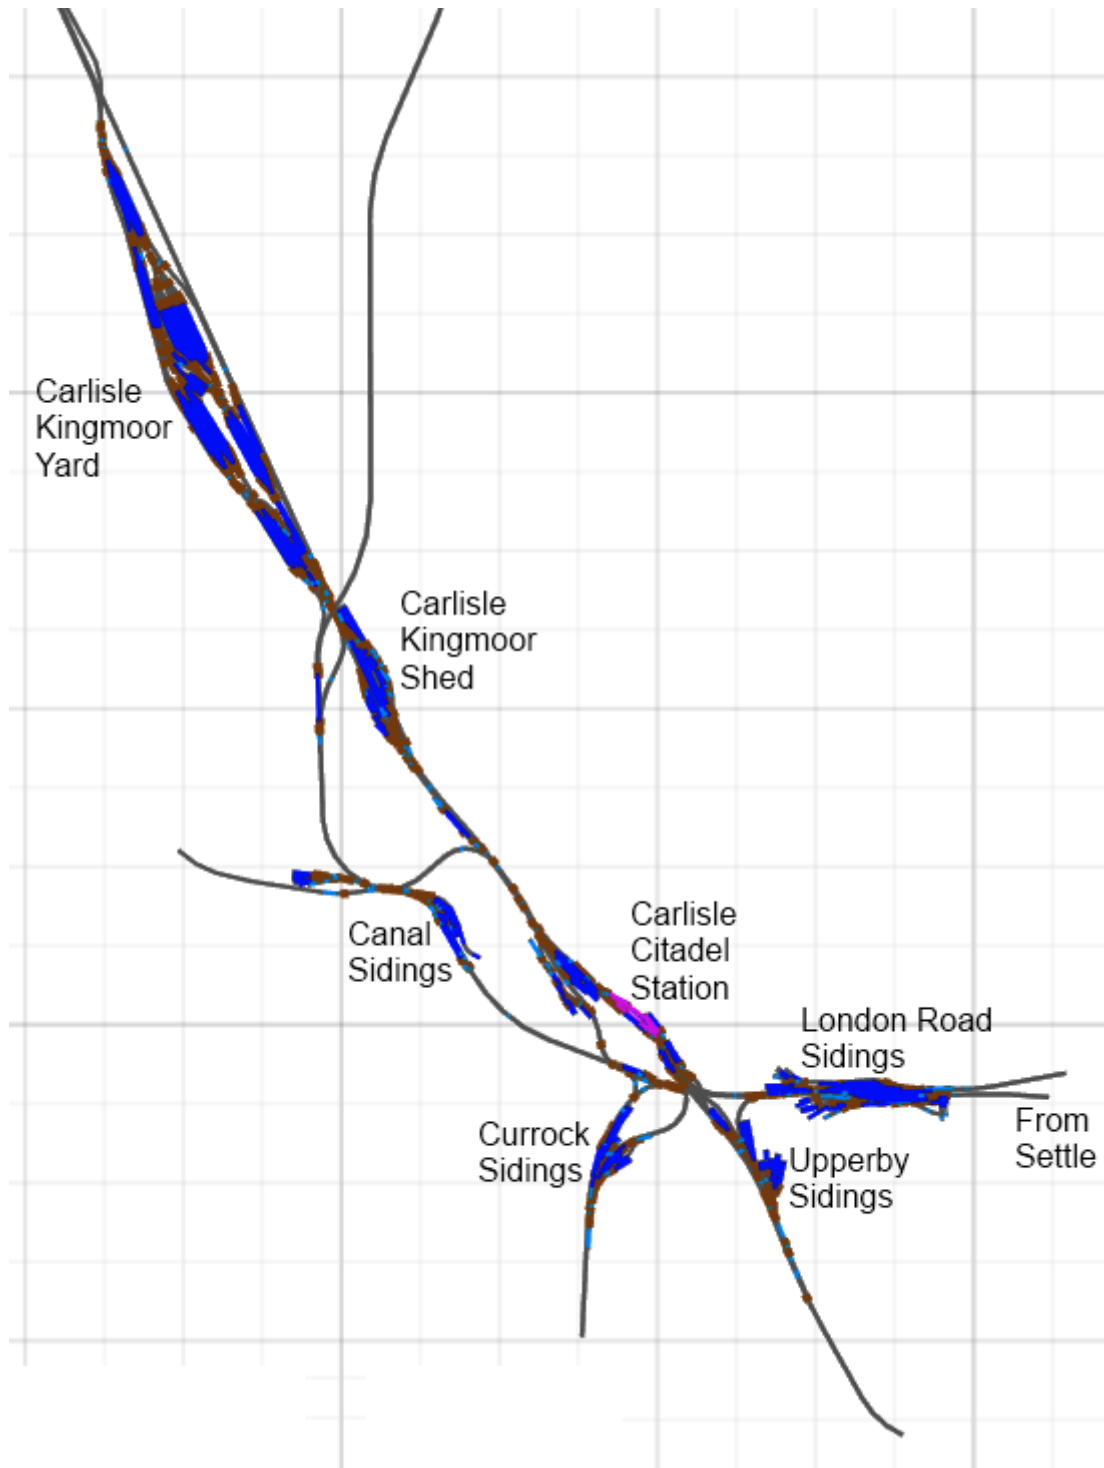 Carlisle
Kingmoor
Yard
Carlisle
Kingmoor
Shed
Canal
Sidings
Carlisle
Citadel
Station
London Road
Sidings
From
Settle
Currock
Sidings
Upperby
Sidings